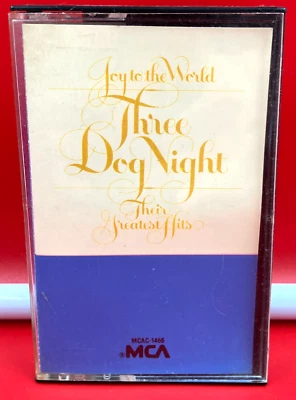 Joy to the World
Three
Dog Night
Their
Greatest Hits
MCAC-1466
®MCA